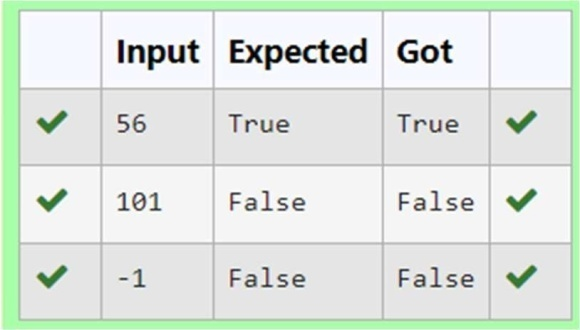 Input Expected Got
56 True True
101 False False
-1 False False